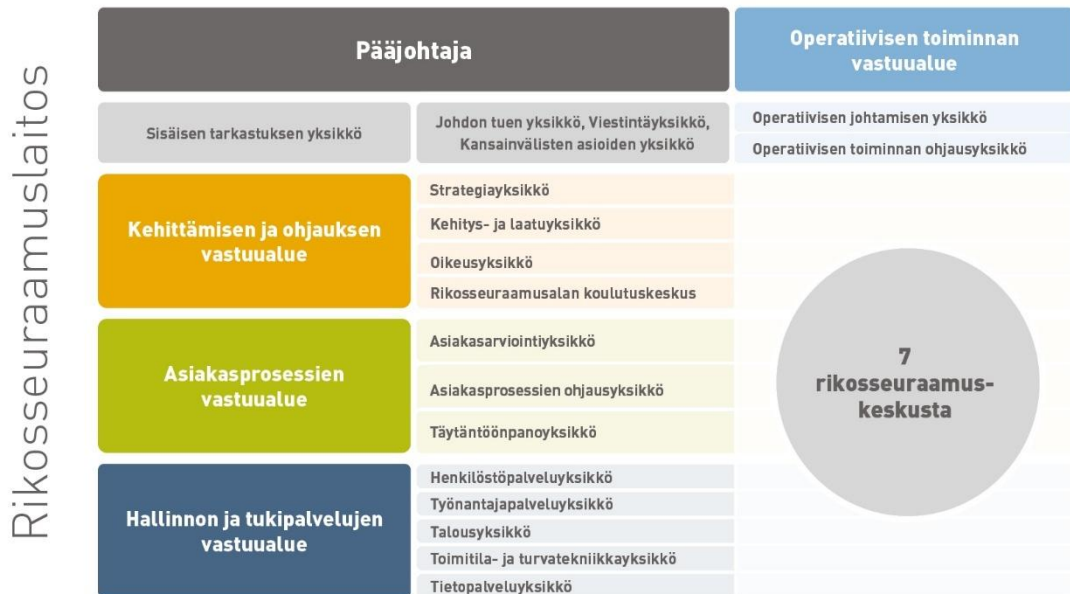 Rikosseuraamuslaitos
Pääjohtaja
Operatiivisen toiminnan
vastuualue
Sisäisen tarkastuksen yksikkö
Johdon tuen yksikkö, Viestintäyksikkö,
Kansainvälisten asioiden yksikkö
Operatiivisen johtamisen yksikkö
Operatiivisen toiminnan ohjausyksikkö
Kehittämisen ja ohjauksen
vastuualue
Strategiayksikkö
Kehitys- ja laatuyksikkö
Oikeusyksikkö
Rikosseuraamusalan koulutuskeskus
Asiakasprosessien
vastuualue
Asiakasarviointiyksikkö
Asiakasprosessien ohjausyksikkö
Täytäntöönpanoyksikkö
7
rikosseuraamus-
keskusta
Hallinnon ja tukipalvelujen
vastuualue
Henkilöstöpalveluyksikkö
Työnantajapalveluyksikkö
Talousyksikkö
Toimitila- ja turvatekniikkayksikkö
Tietopalveluyksikkö